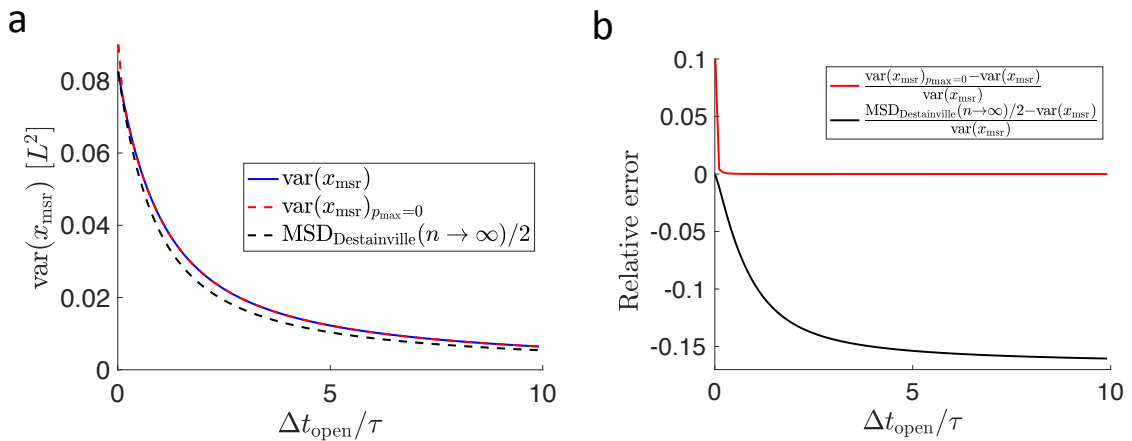 a
var(x_msr) [L^2]
0.08
0.06
0.04
0.02
0
0
5
10
Δt_open/τ
var(x_msr)
var(x_msr)_{p_max=0}
MSD_Destainville(n → ∞)/2
b
Relative error
0.1
0.05
0
-0.05
-0.1
-0.15
0
5
10
Δt_open/τ
var(x_msr)_{p_max=0}−var(x_msr)
var(x_msr)
MSD_Destainville(n→∞)/2−var(x_msr)
var(x_msr)